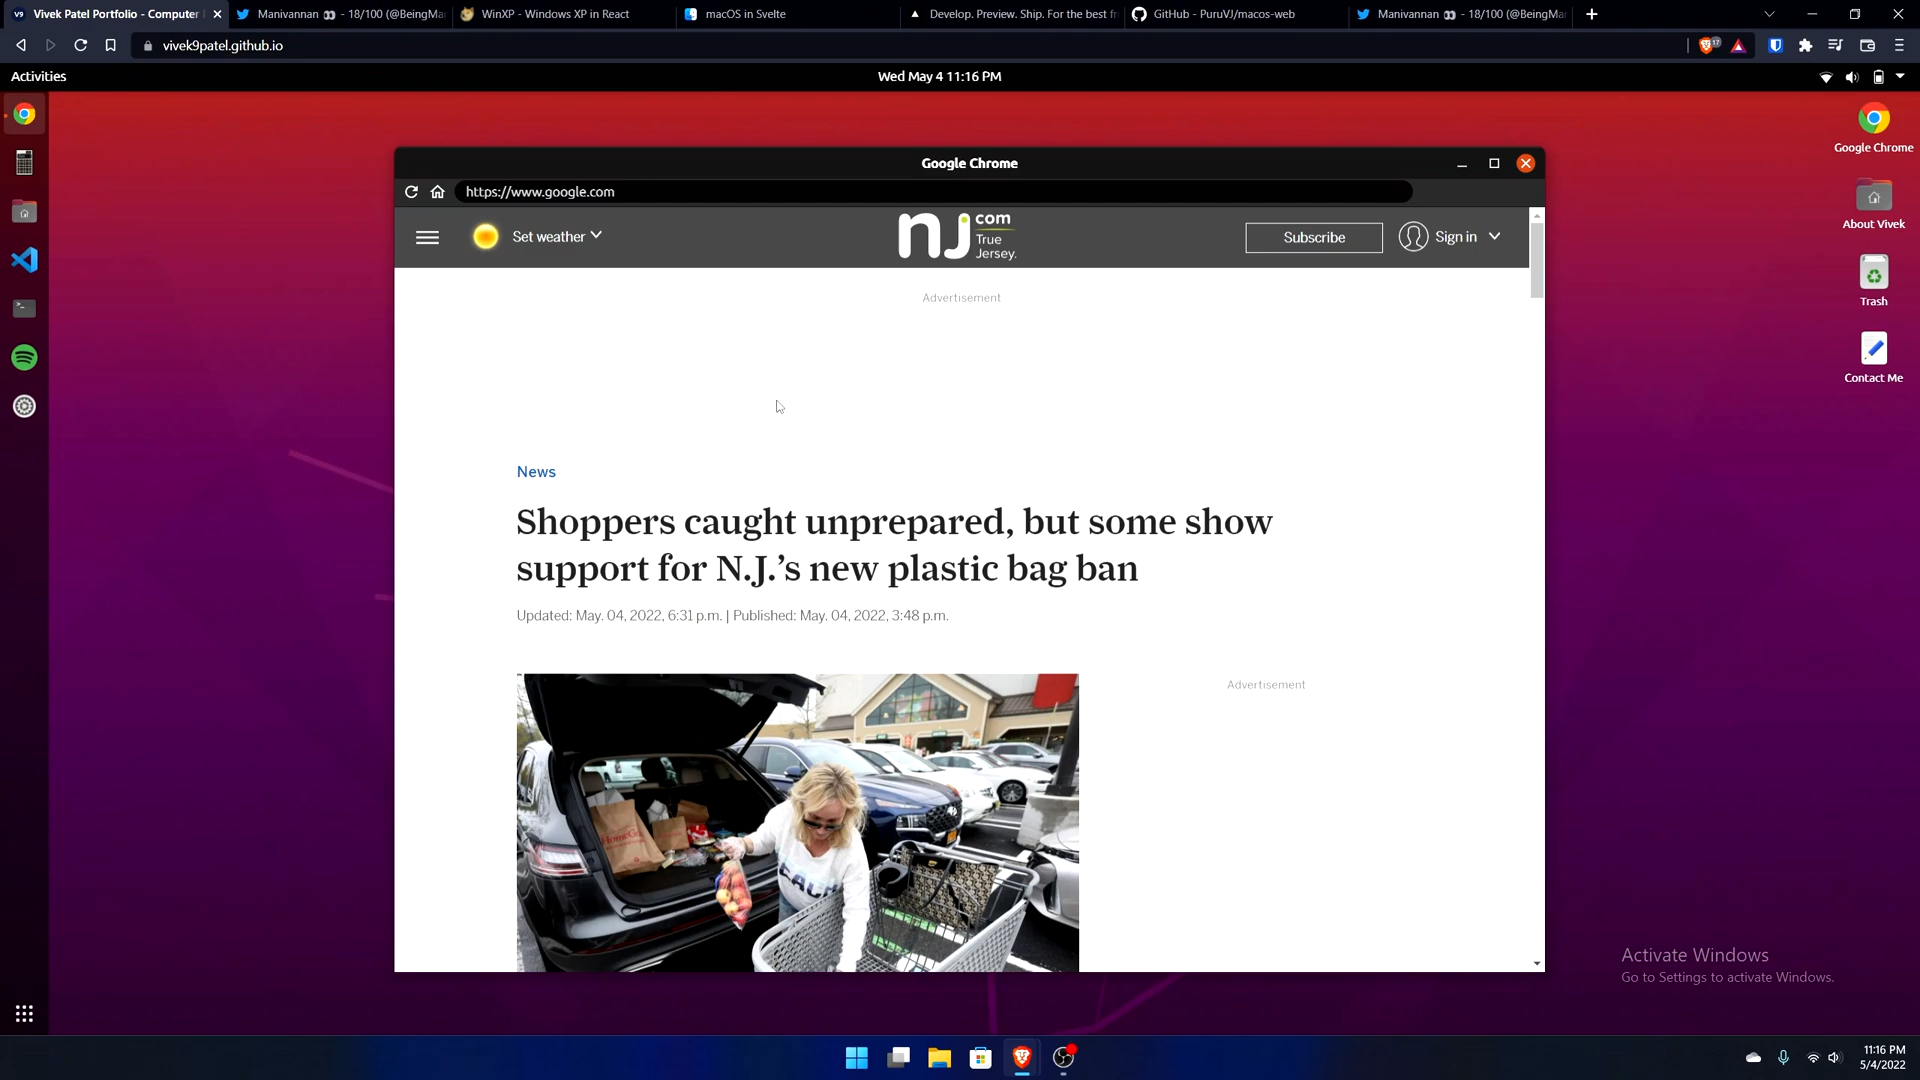 Vivek Patel Portfolio - Computer
Manivannan 👀 - 18/100 (@BeingMa
WinXP - Windows XP in React
macOS in Svelte
Develop. Preview. Ship. For the best fr
GitHub - PuruVJ/macos-web
Manivannan 👀 - 18/100 (@BeingMa
vivek9patel.github.io
17
Activities
Wed May 4 11:16 PM
Google Chrome
https://www.google.com
Set weather
nj.com
True
Jersey.
Subscribe
Sign in
Advertisement
News
Shoppers caught unprepared, but some show
support for N.J.’s new plastic bag ban
Updated: May. 04, 2022, 6:31 p.m. | Published: May. 04, 2022, 3:48 p.m.
Advertisement
Google Chrome
About Vivek
Trash
Contact Me
Activate Windows
Go to Settings to activate Windows.
11:16 PM
5/4/2022